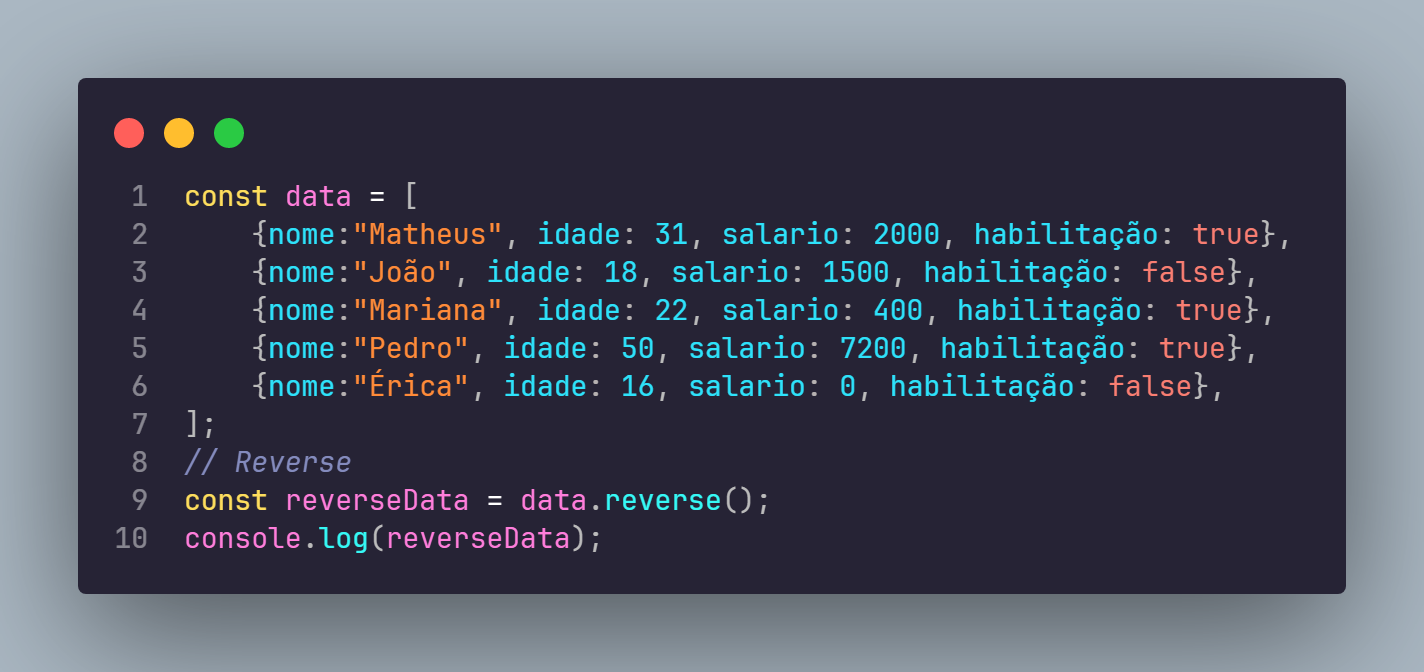 1 const data = [
2     {nome:"Matheus", idade: 31, salario: 2000, habilitação: true},
3     {nome:"João", idade: 18, salario: 1500, habilitação: false},
4     {nome:"Mariana", idade: 22, salario: 400, habilitação: true},
5     {nome:"Pedro", idade: 50, salario: 7200, habilitação: true},
6     {nome:"Érica", idade: 16, salario: 0, habilitação: false},
7 ];
8 // Reverse
9 const reverseData = data.reverse();
10 console.log(reverseData);